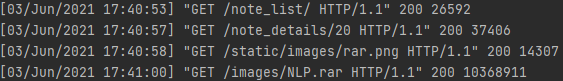 [03/Jun/2021 17:40:53] "GET /note_list/ HTTP/1.1" 200 26592
[03/Jun/2021 17:40:57] "GET /note_details/20 HTTP/1.1" 200 37406
[03/Jun/2021 17:40:58] "GET /static/images/rar.png HTTP/1.1" 200 14307
[03/Jun/2021 17:41:00] "GET /images/NLP.rar HTTP/1.1" 200 10368911